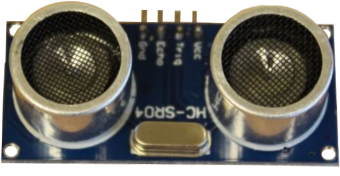 Gnd
Echo
Trig
Vcc
HC-SR04